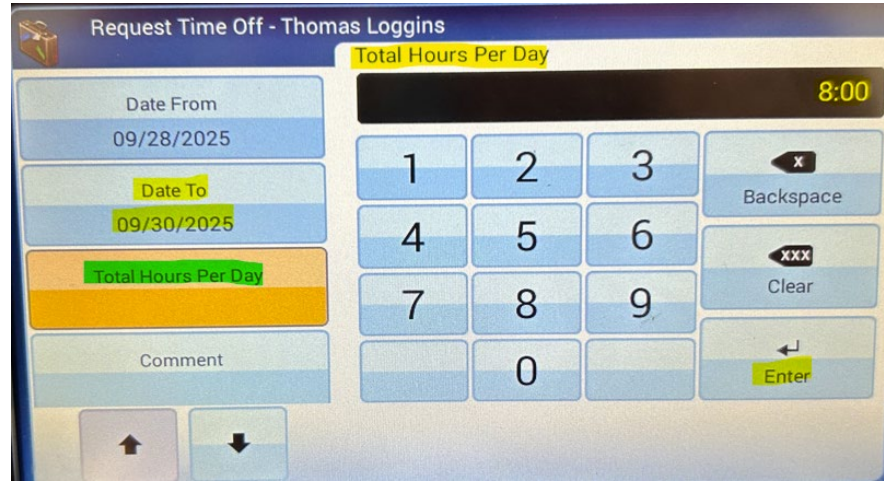 Request Time Off - Thomas Loggins
Total Hours Per Day
8:00
Date From
09/28/2025
Date To
09/30/2025
Total Hours Per Day
Comment
1 2 3
X
Backspace
4 5 6
XXX
Clear
7 8 9
0
Enter